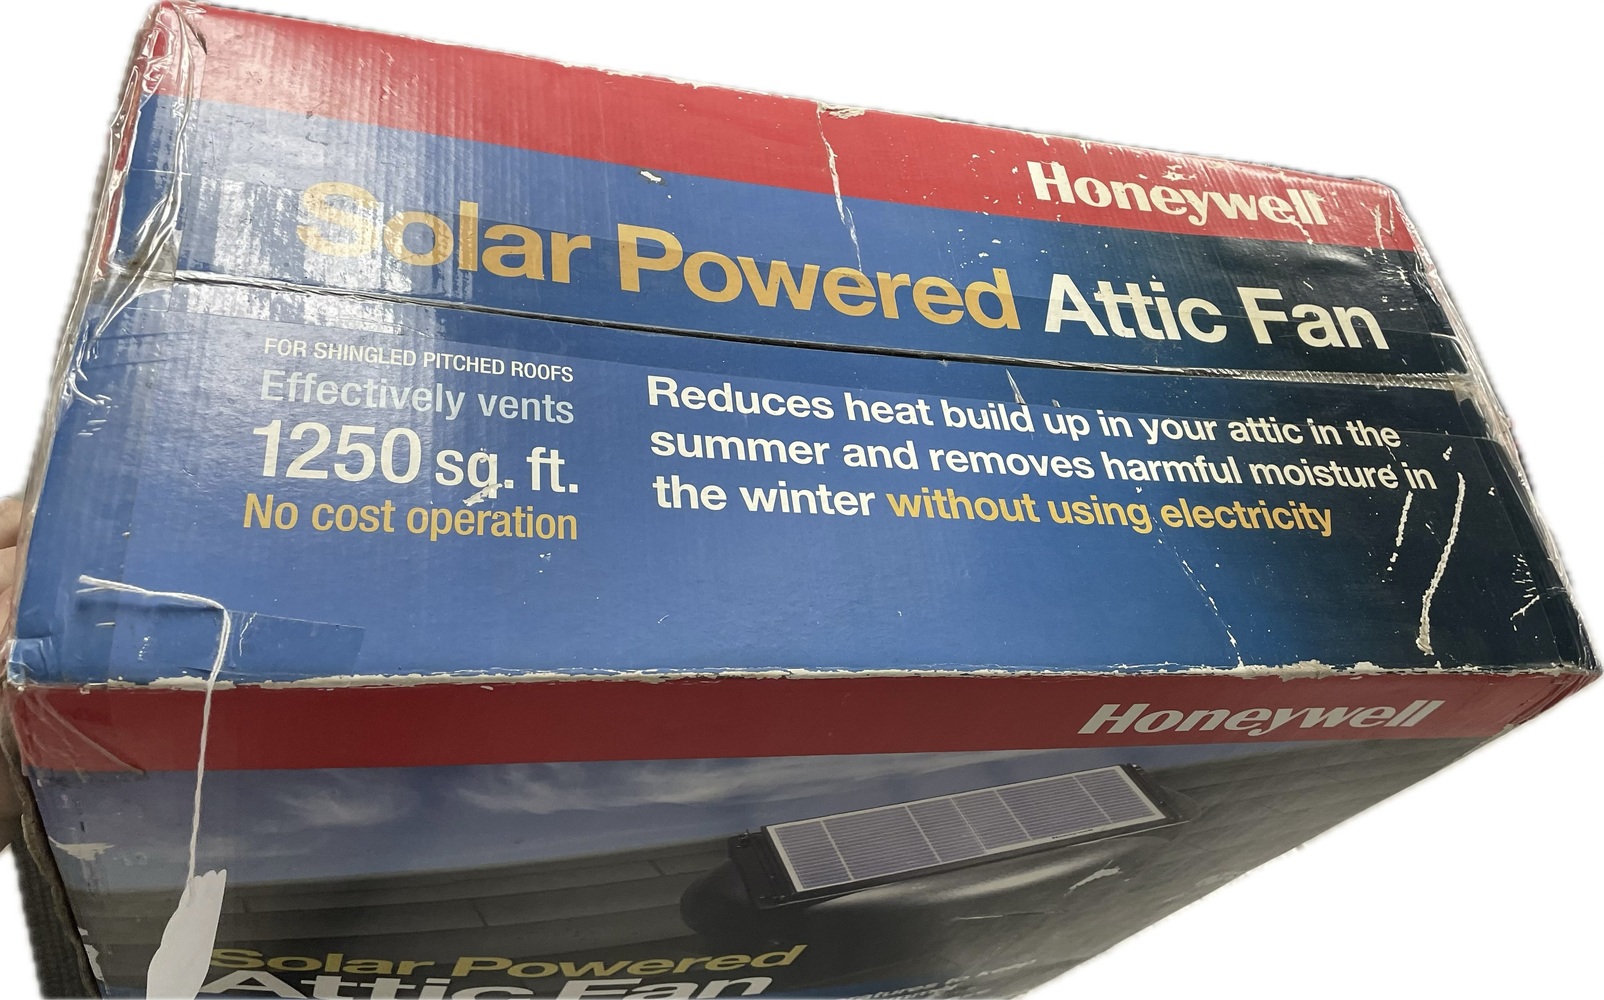 Honeywell
Solar Powered Attic Fan
FOR SHINGLED PITCHED ROOFS
Effectively vents
1250 sq. ft.
No cost operation
Reduces heat build up in your attic in the
summer and removes harmful moisture in
the winter without using electricity
Honeywell
Solar Powered
Attic Fan